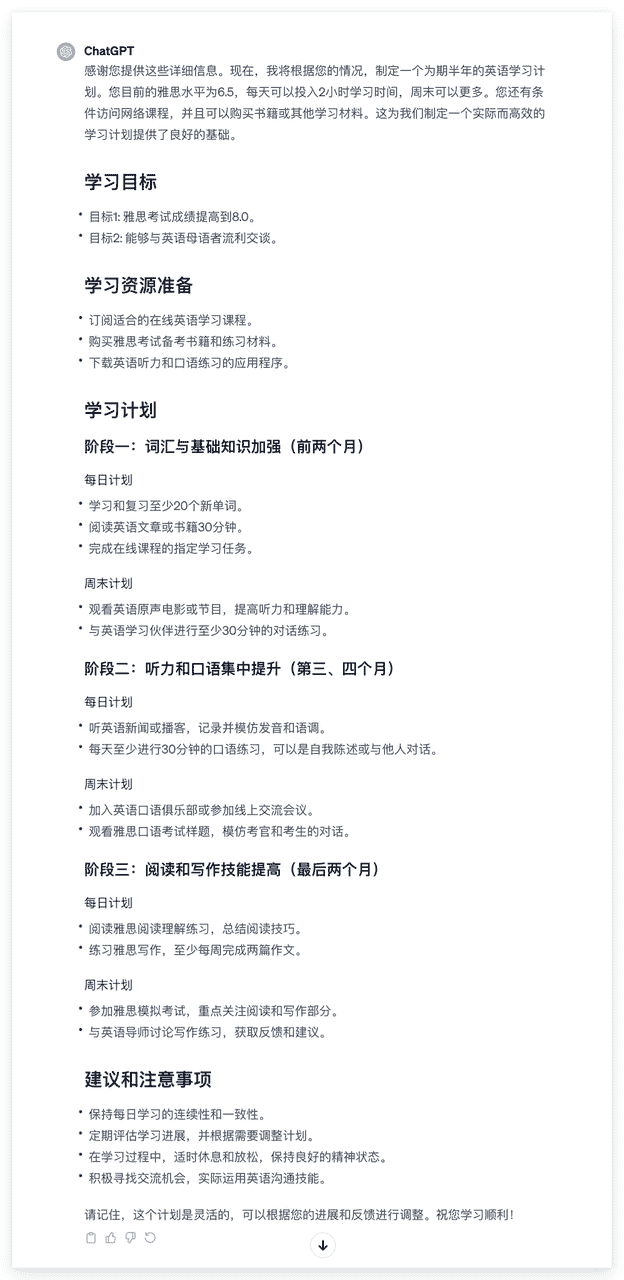 ChatGPT
感谢您提供这些详细信息。现在，我将根据您的情况，制定一个为期半年的英语学习计
划。您目前的雅思水平为6.5，每天可以投入2小时学习时间，周末可以更多。您还有条
件访问网络课程，并且可以购买书籍或其他学习材料。这为我们制定一个实际而高效的
学习计划提供了良好的基础。
学习目标
• 目标1: 雅思考试成绩提高到8.0。
• 目标2: 能够与英语母语者流利交谈。
学习资源准备
• 订阅适合的在线英语学习课程。
• 购买雅思考试备考书籍和练习材料。
• 下载英语听力和口语练习的应用程序。
学习计划
阶段一：词汇与基础知识加强（前两个月）
每日计划
• 学习和复习至少20个新单词。
• 阅读英语文章或书籍30分钟。
• 完成在线课程的指定学习任务。
周末计划
• 观看英语原声电影或节目，提高听力和理解能力。
• 与英语学习伙伴进行至少30分钟的对话练习。
阶段二：听力和口语集中提升（第三、四个月）
每日计划
• 听英语新闻或播客，记录并模仿发音和语调。
• 每天至少进行30分钟的口语练习，可以是自我陈述或与他人对话。
周末计划
• 加入英语口语俱乐部或参加线上交流会议。
• 观看雅思口语考试样题，模仿考官和考生的对话。
阶段三：阅读和写作技能提高（最后两个月）
每日计划
• 阅读雅思阅读理解练习，总结阅读技巧。
• 练习雅思写作，至少每周完成两篇作文。
周末计划
• 参加雅思模拟考试，重点关注阅读和写作部分。
• 与英语导师讨论写作练习，获取反馈和建议。
建议和注意事项
• 保持每日学习的连续性和一致性。
• 定期评估学习进展，并根据需要调整计划。
• 在学习过程中，适时休息和放松，保持良好的精神状态。
• 积极寻找交流机会，实际运用英语沟通技能。
请记住，这个计划是灵活的，可以根据您的进展和反馈进行调整。祝您学习顺利！